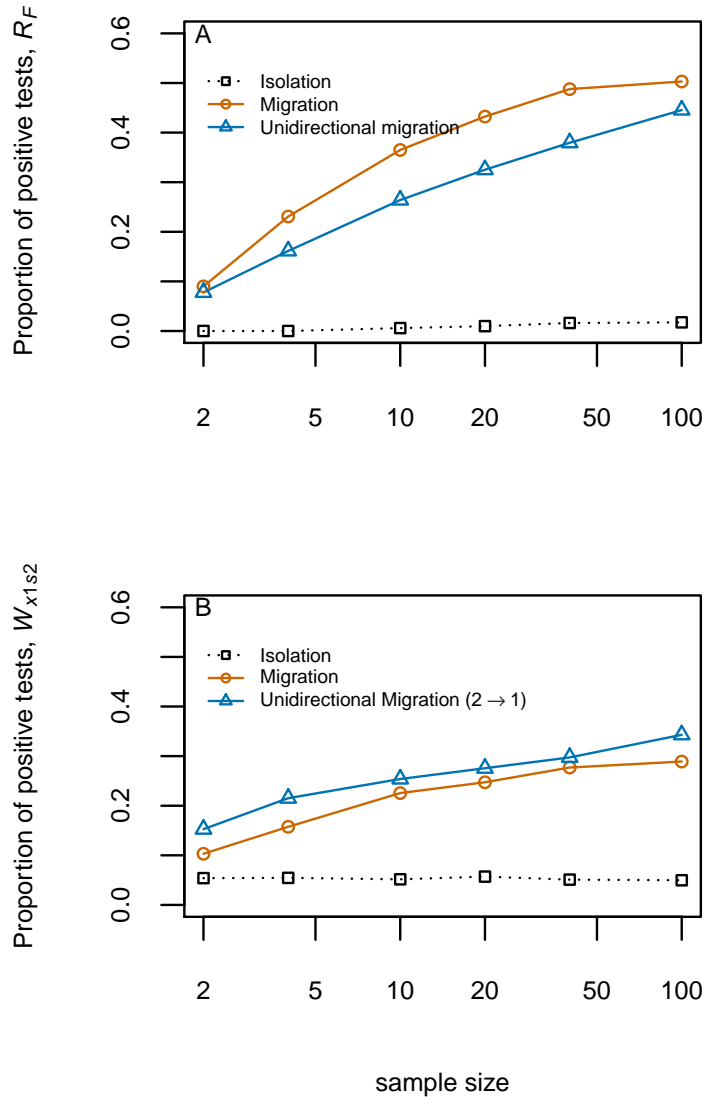 Proportion of positive tests, R_F
A
0.6
0.4
0.2
0.0
Isolation
Migration
Unidirectional migration
2 5 10 20 50 100
Proportion of positive tests, W_x1s2
B
0.6
0.4
0.2
0.0
Isolation
Migration
Unidirectional Migration (2 → 1)
2 5 10 20 50 100
sample size